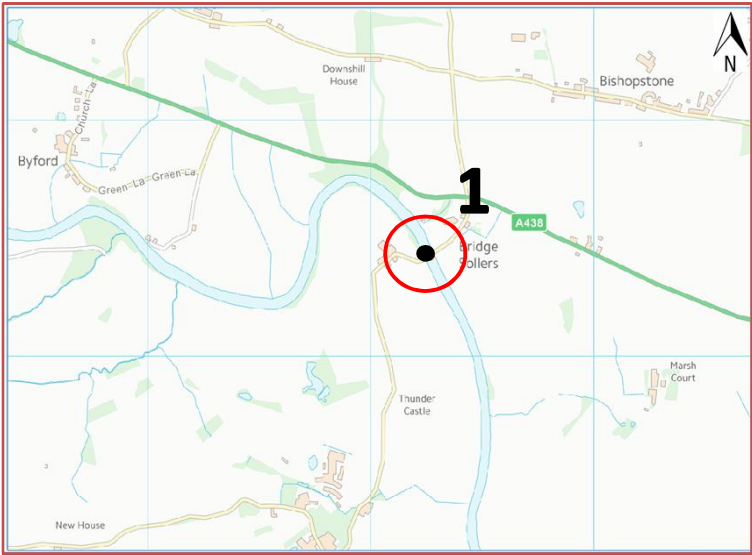 N
Downshill
House
Bishopstone
Church-La
Byford
Green-La-Green-La
1
A438
Bridge
Sollers
Marsh
Court
Thunder
Castle
New House